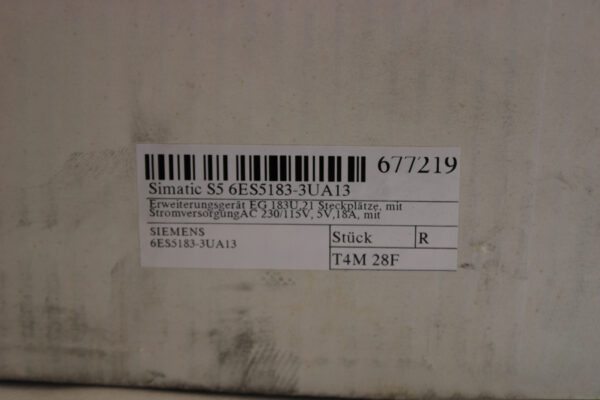 677219
Simatic S5 6ES5183-3UA13
Erweiterungsgerät EG 183U,21 Steckplätze, mit
StromversorgungAC 230/115V, 5V,18A, mit
SIEMENS
6ES5183-3UA13
Stück R
T4M 28F